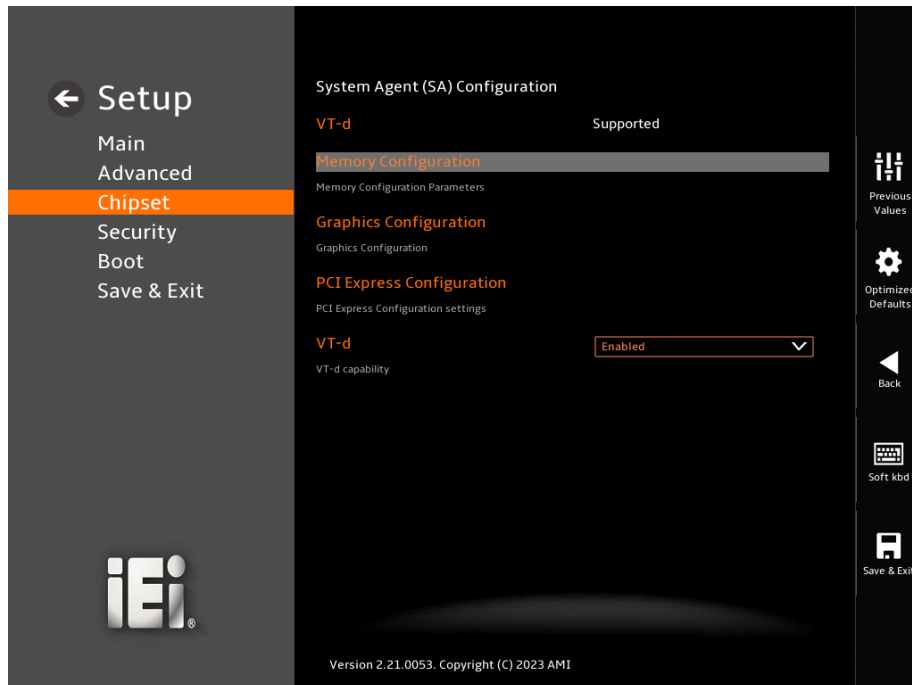 Setup
Main
Advanced
Chipset
Security
Boot
Save & Exit
iEi®
System Agent (SA) Configuration
VT-d Supported
Memory Configuration
Memory Configuration Parameters
Graphics Configuration
Graphics Configuration
PCI Express Configuration
PCI Express Configuration settings
VT-d Enabled
VT-d capability
Version 2.21.0053. Copyright (C) 2023 AMI
Previous
Values
Optimized
Defaults
Back
Soft kbd
Save & Exit